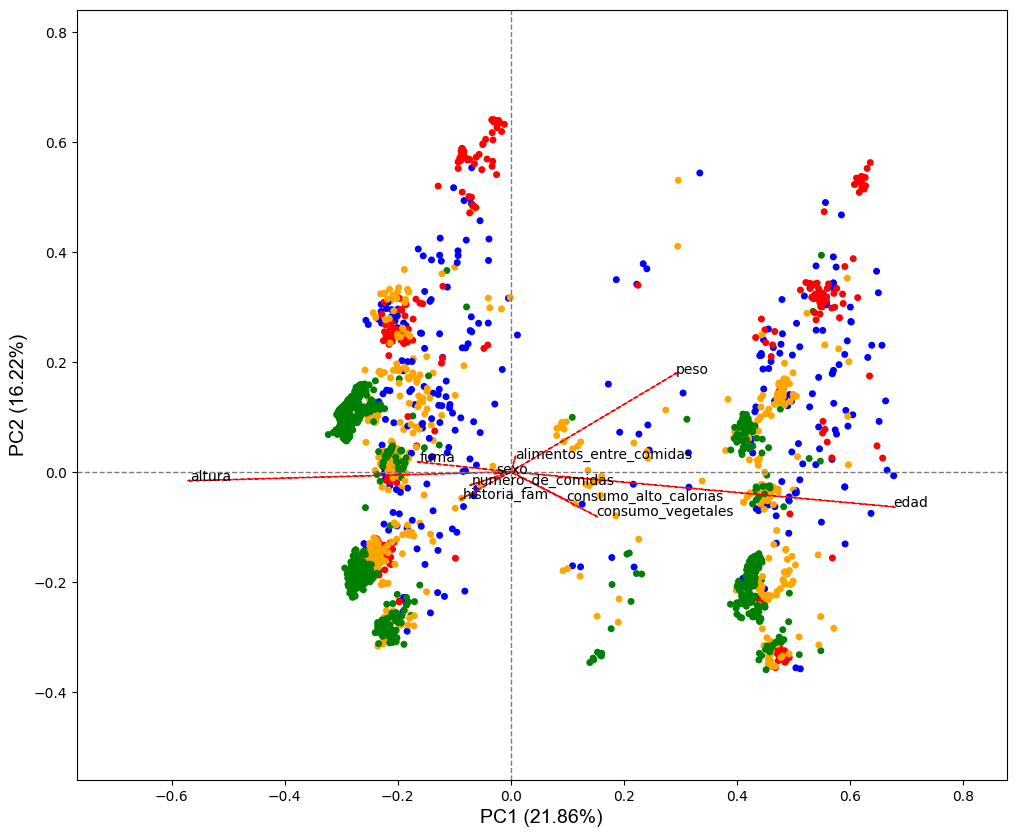 0.8
0.6
0.4
peso
0.2
fuma
alimentos_entre_comidas
sexo
0.0
altura
numero_de_comidas
historia_fam
consumo_alto_calorias
edad
consumo_vegetales
−0.2
−0.4
PC2 (16.22%)
−0.6 −0.4 −0.2 0.0 0.2 0.4 0.6 0.8
PC1 (21.86%)